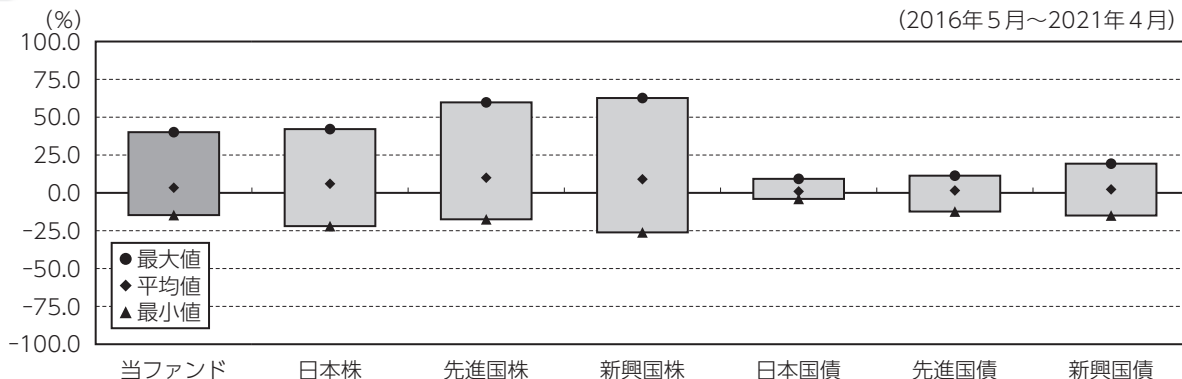 (%)
(2016年5月～2021年4月)
100.0
75.0
50.0
25.0
0.0
-25.0
-50.0
-75.0
-100.0
●最大値
◆平均値
▲最小値
当ファンド 日本株 先進国株 新興国株 日本国債 先進国債 新興国債